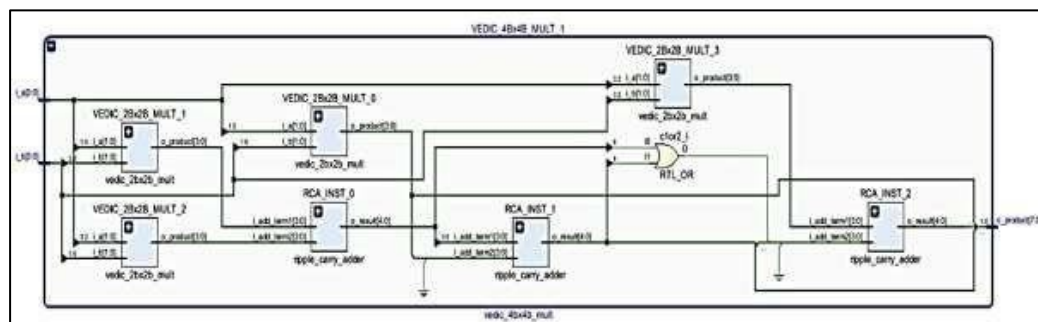 VEDIC_4Bx4B_MULT_1
VEDIC_2Bx2B_MULT_3
i_a[1:0]
i_b[1:0]
o_product[3:0]
vedic_2bx2b_mult
VEDIC_2Bx2B_MULT_1
i_a[1:0]
i_b[1:0]
o_product[3:0]
vedic_2bx2b_mult
VEDIC_2Bx2B_MULT_0
i_a[1:0]
i_b[1:0]
o_product[3:0]
vedic_2bx2b_mult
c1or2_i
I0
I1
O
RTL_OR
VEDIC_2Bx2B_MULT_2
i_a[1:0]
i_b[1:0]
o_product[3:0]
vedic_2bx2b_mult
RCA_INST_0
i_add_term1[3:0]
i_add_term2[3:0]
o_result[4:0]
ripple_carry_adder
RCA_INST_1
i_add_term1[3:0]
i_add_term2[3:0]
o_result[4:0]
ripple_carry_adder
RCA_INST_2
i_add_term1[3:0]
i_add_term2[3:0]
o_result[4:0]
ripple_carry_adder
vedic_4bx4b_mult